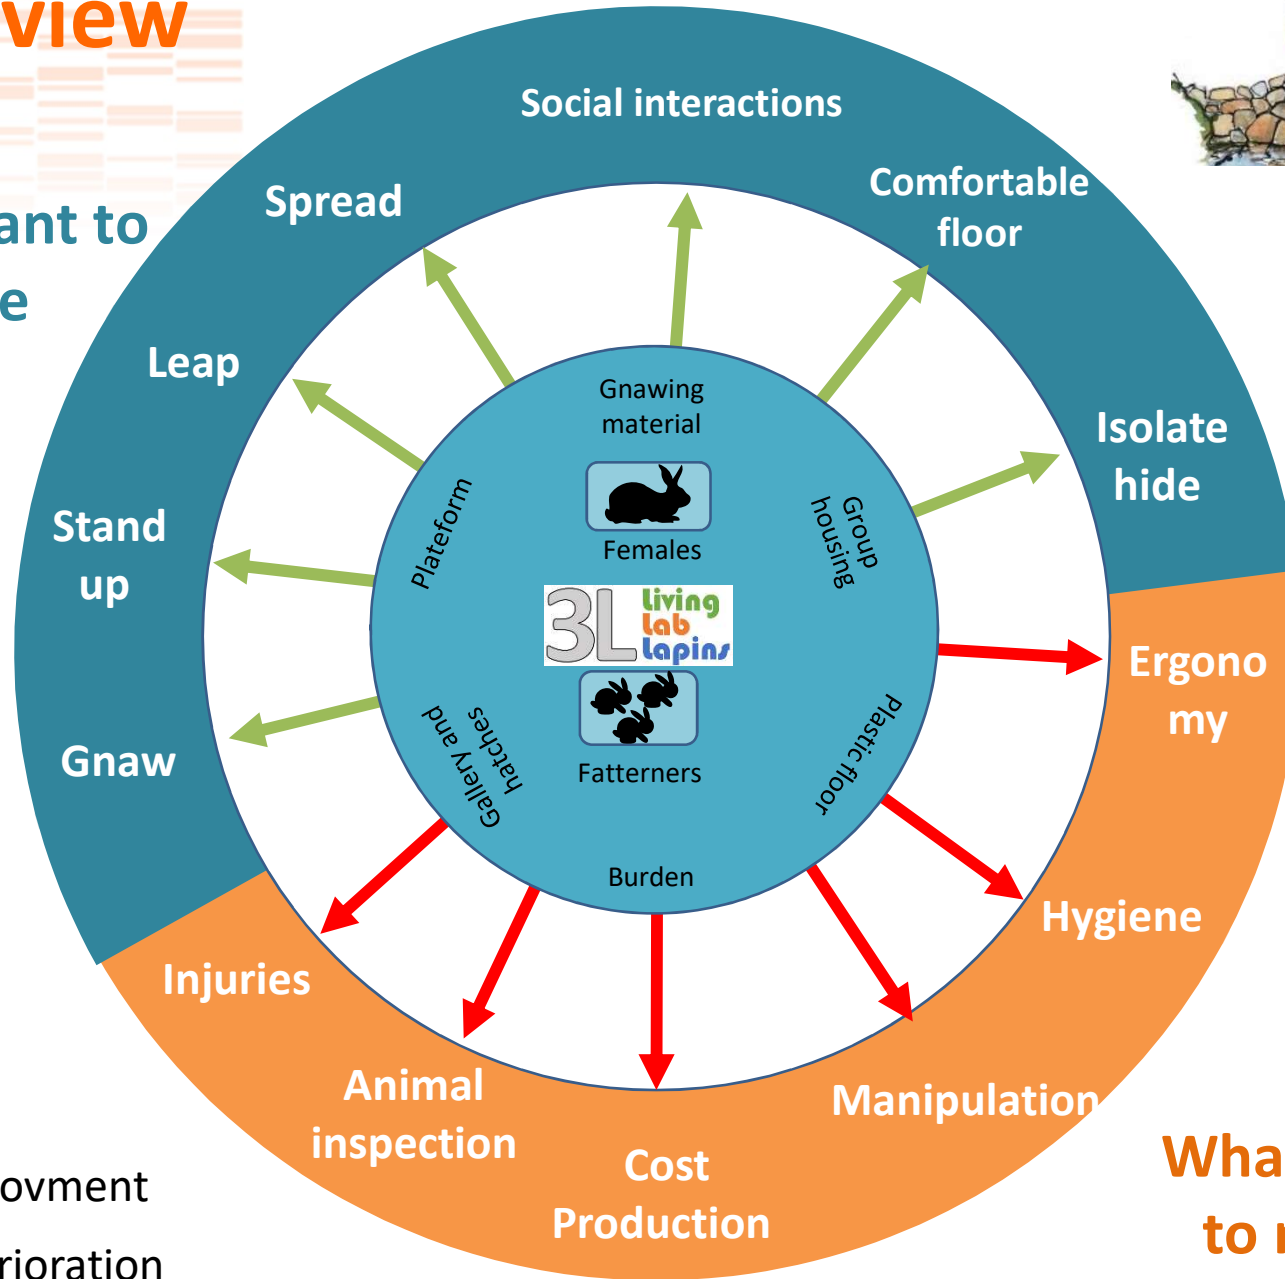 view
Social interactions
Comfortable
floor
Spread
ant to
e
Leap
Isolate
hide
Stand
up
Gnaw
Gnawing
material
Plateform
Group
housing
Females
3L
Living
Lab
Lapins
Gallery and
hatches
Plastic floor
Fatterners
Burden
Ergono
my
Hygiene
Injuries
Animal
inspection
Manipulation
Cost
Production
Wha
to r
ovment
rioration